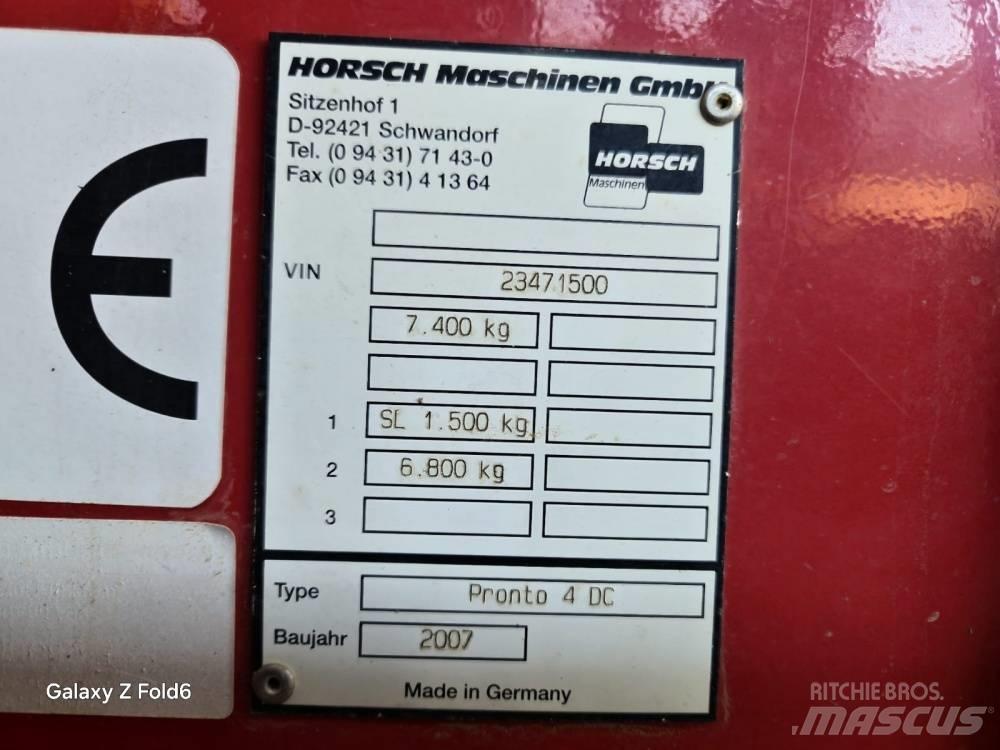 HORSCH Maschinen GmbH
Sitzenhof 1
D-92421 Schwandorf
Tel. (0 94 31) 71 43-0
Fax (0 94 31) 4 13 64
HORSCH
Maschinen
VIN 23471500
7.400 kg
1 SL 1.500 kg
2 6.800 kg
3
Type Pronto 4 DC
Baujahr 2007
Made in Germany
CE
Galaxy Z Fold6
RITCHIE BROS.
MASCUS